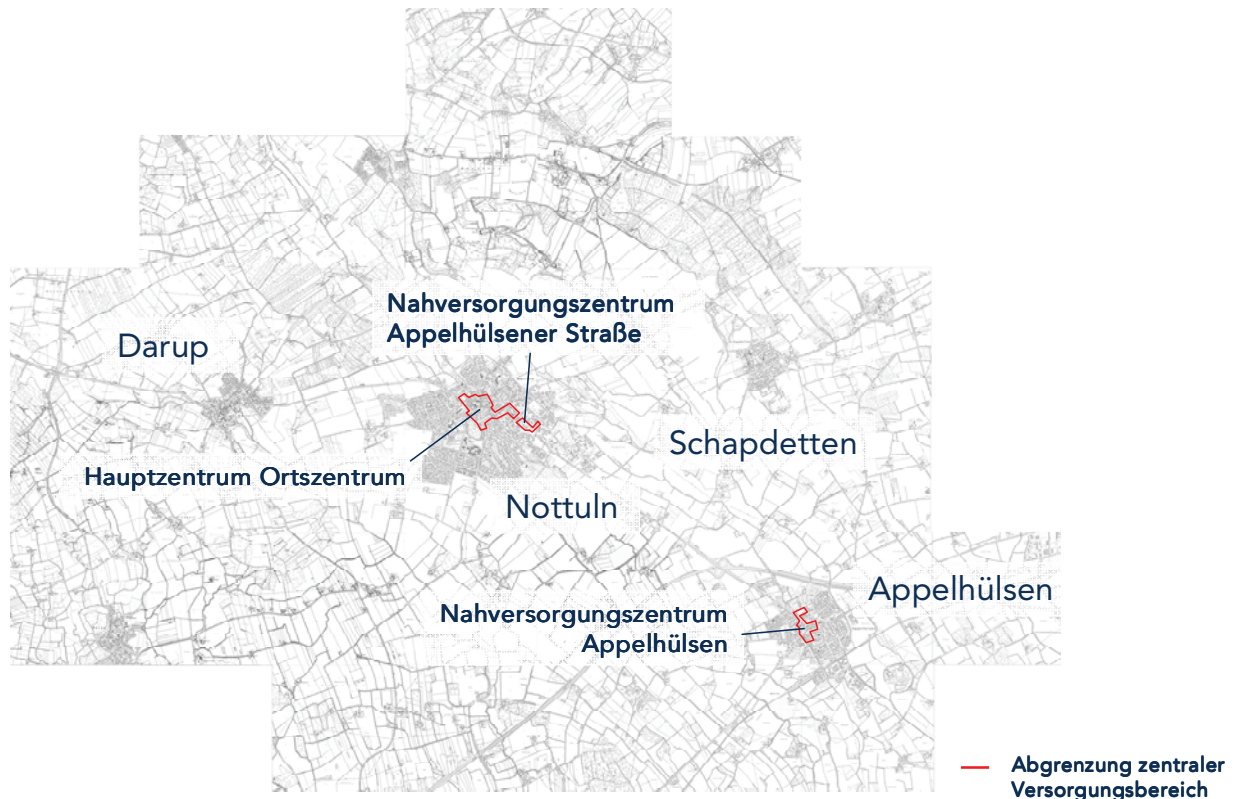 Nahversorgungszentrum
Appelhülsener Straße
Darup
Schapdetten
Hauptzentrum Ortszentrum
Nottuln
Appelhülsen
Nahversorgungszentrum
Appelhülsen
Abgrenzung zentraler
Versorgungsbereich